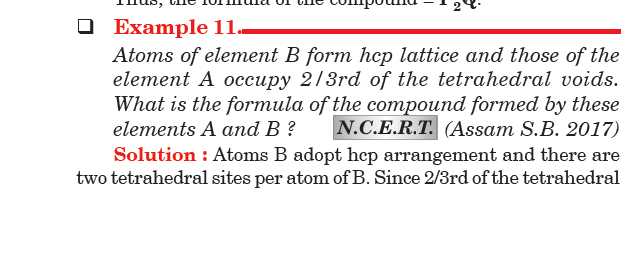 Thus, the formula of the compound = P₂Q.
❑ Example 11.
Atoms of element B form hcp lattice and those of the
element A occupy 2/3rd of the tetrahedral voids.
What is the formula of the compound formed by these
elements A and B ? N.C.E.R.T. (Assam S.B. 2017)
Solution : Atoms B adopt hcp arrangement and there are
two tetrahedral sites per atom of B. Since 2/3rd of the tetrahedral